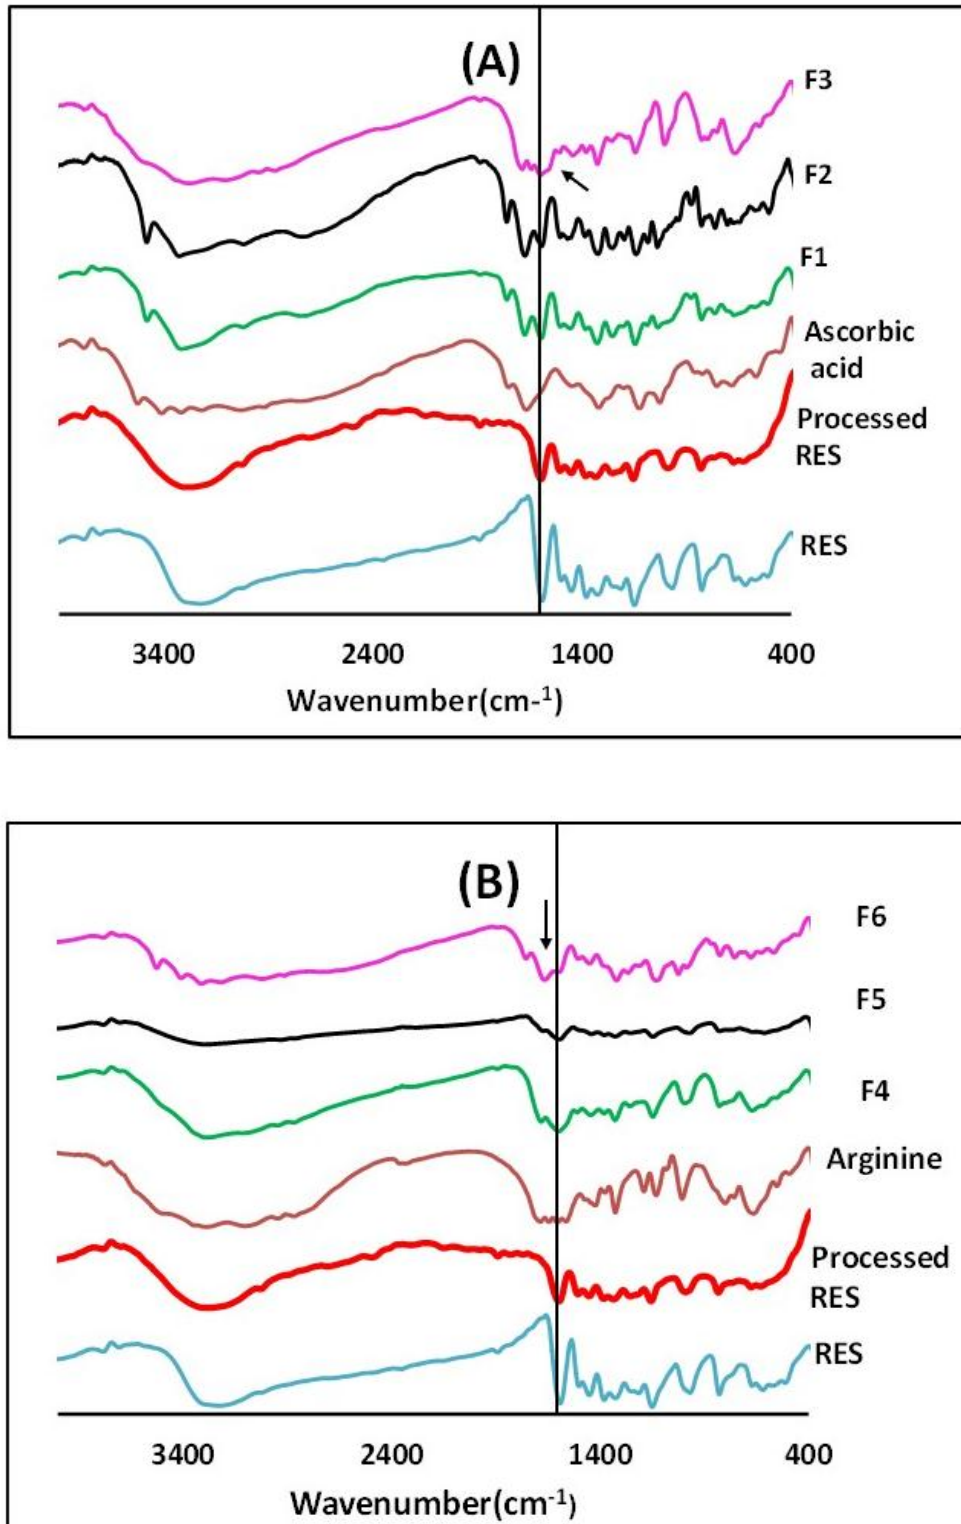 (A)
F3
F2
F1
Ascorbic
acid
Processed
RES
RES
3400 2400 1400 400
Wavenumber(cm-1)
(B)
F6
F5
F4
Arginine
Processed
RES
RES
3400 2400 1400 400
Wavenumber(cm-1)